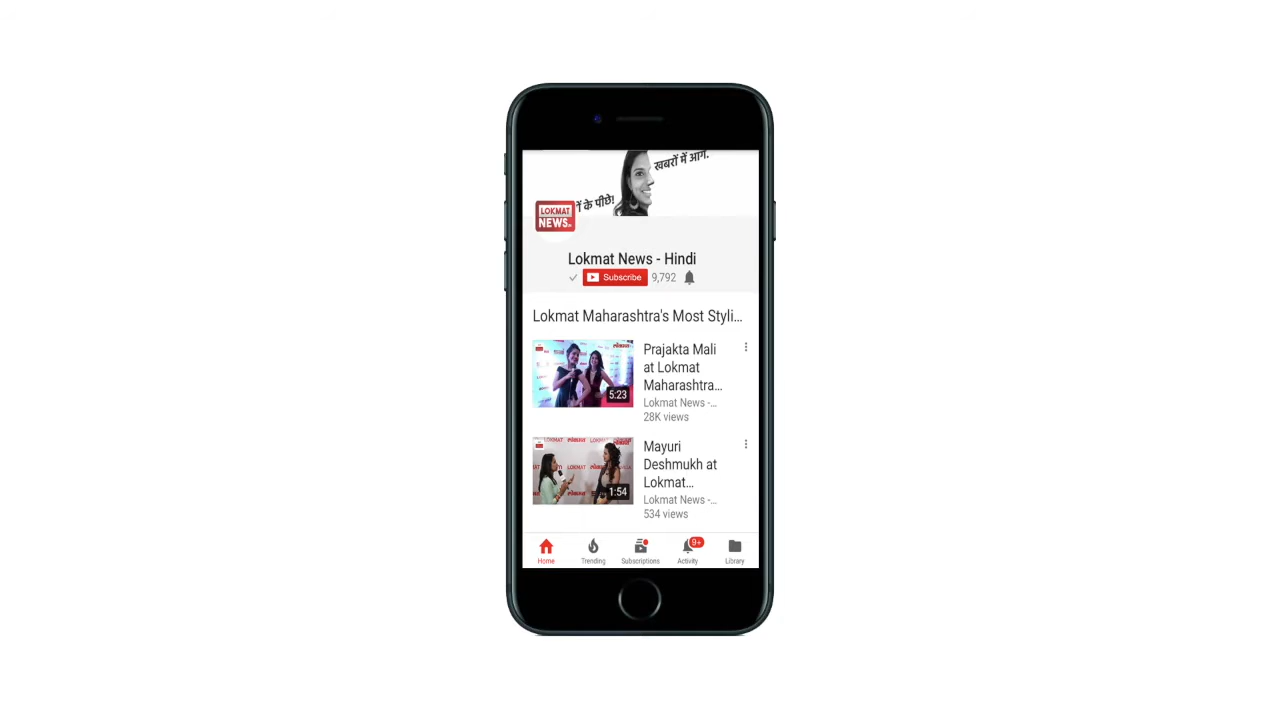 खबरों में आगे.
ों के पीछे!
LOKMAT
NEWS.in
Lokmat News - Hindi
Subscribe 9,792
Lokmat Maharashtra's Most Styli...
5:23
Prajakta Mali
at Lokmat
Maharashtra...
Lokmat News -...
28K views
1:54
Mayuri
Deshmukh at
Lokmat...
Lokmat News -...
534 views
9+
Home Trending Subscriptions Activity Library